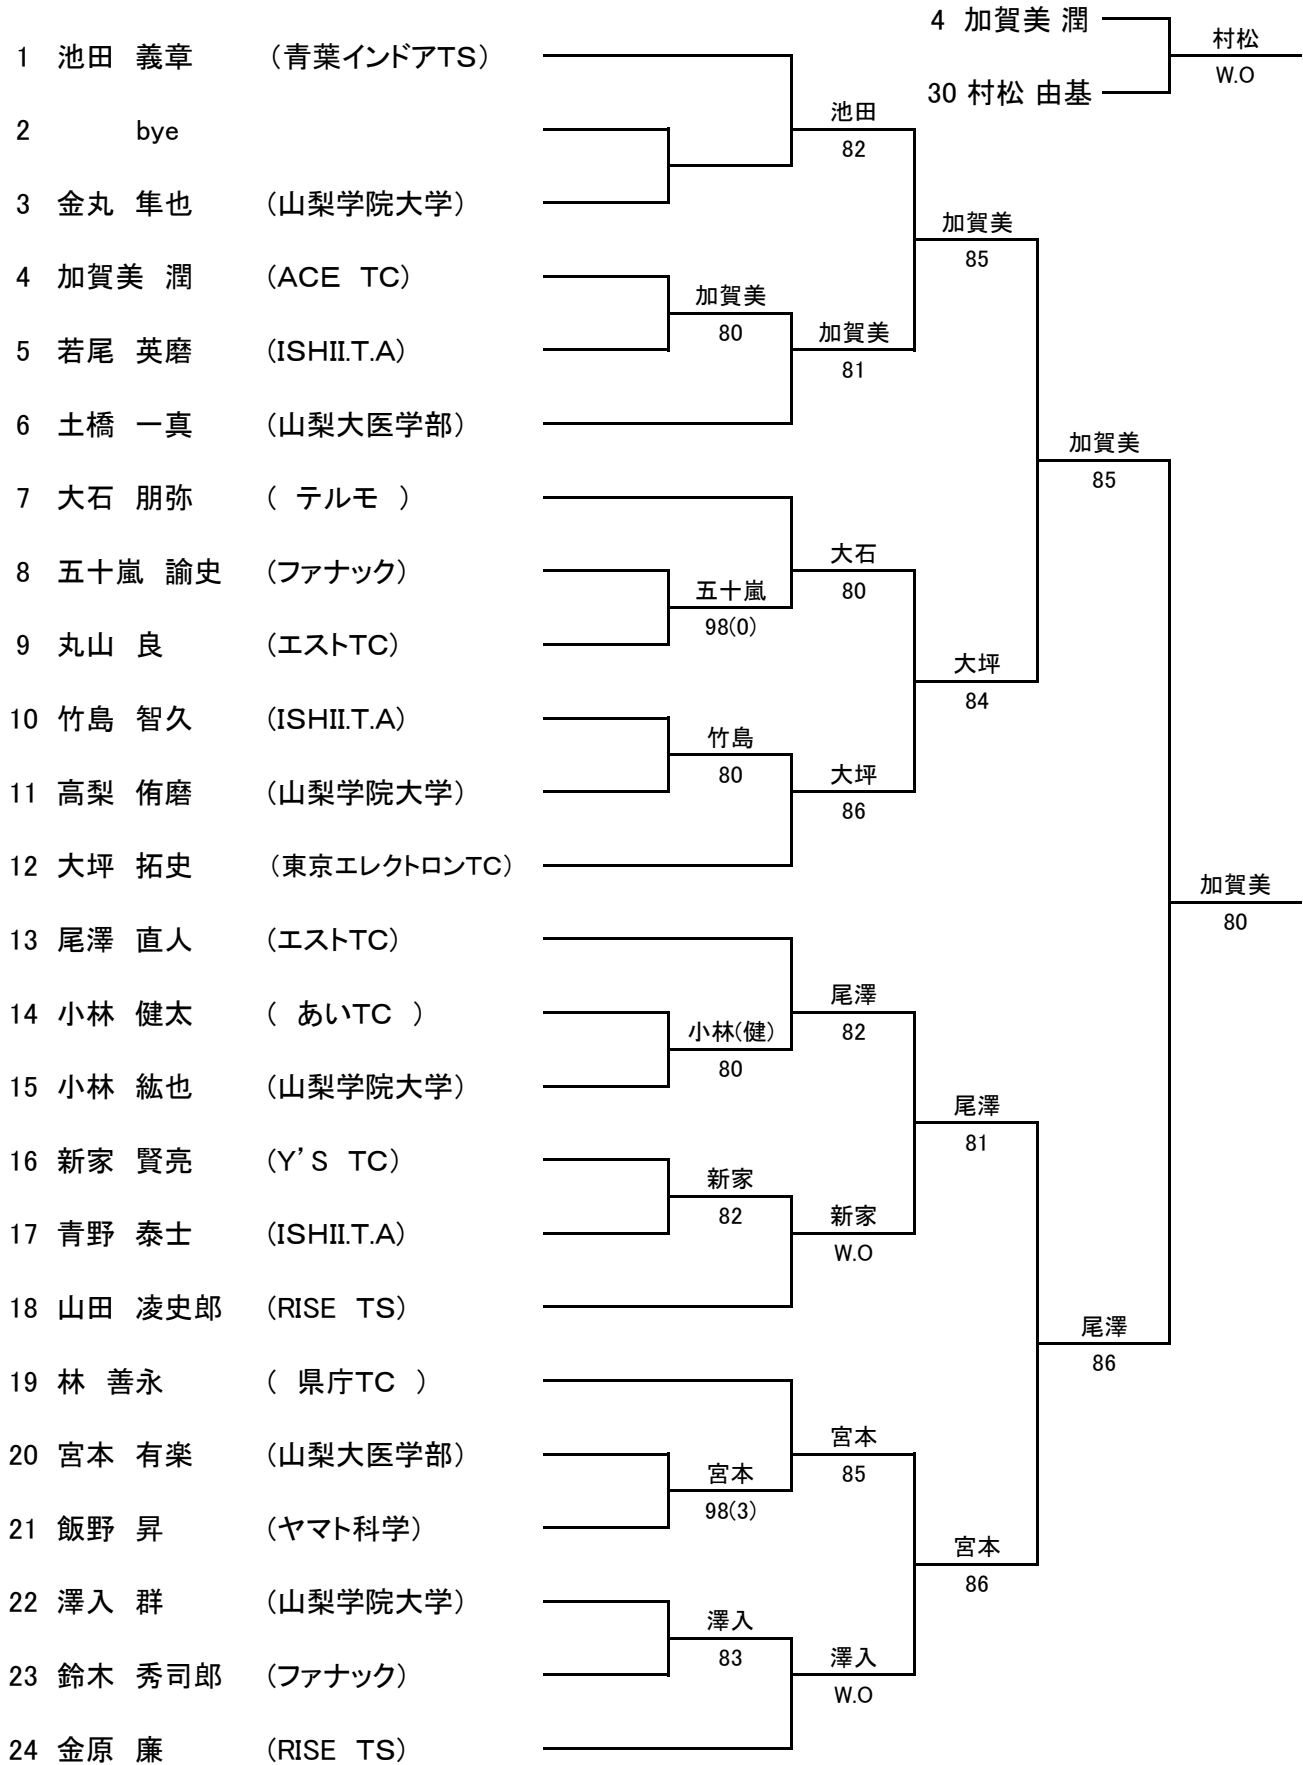 4 加賀美 潤
村松
W.O
30 村松 由基
1 池田 義章 (青葉インドアTS)
池田
82
2 bye
3 金丸 隼也 (山梨学院大学)
加賀美
85
4 加賀美 潤 (ACE TC)
加賀美
80
加賀美
81
5 若尾 英磨 (ISHII.T.A)
6 土橋 一真 (山梨大医学部)
加賀美
85
7 大石 朋弥 ( テルモ )
大石
80
8 五十嵐 諭史 (ファナック)
五十嵐
98(0)
9 丸山 良 (エストTC)
大坪
84
10 竹島 智久 (ISHII.T.A)
竹島
80
大坪
86
11 高梨 侑磨 (山梨学院大学)
12 大坪 拓史 (東京エレクトロンTC)
加賀美
80
13 尾澤 直人 (エストTC)
尾澤
82
14 小林 健太 ( あいTC )
小林(健)
80
15 小林 紘也 (山梨学院大学)
尾澤
81
16 新家 賢亮 (Y'S TC)
新家
82
新家
W.O
17 青野 泰士 (ISHII.T.A)
18 山田 凌史郎 (RISE TS)
尾澤
86
19 林 善永 ( 県庁TC )
宮本
85
20 宮本 有楽 (山梨大医学部)
宮本
98(3)
21 飯野 昇 (ヤマト科学)
宮本
86
22 澤入 群 (山梨学院大学)
澤入
83
澤入
W.O
23 鈴木 秀司郎 (ファナック)
24 金原 廉 (RISE TS)